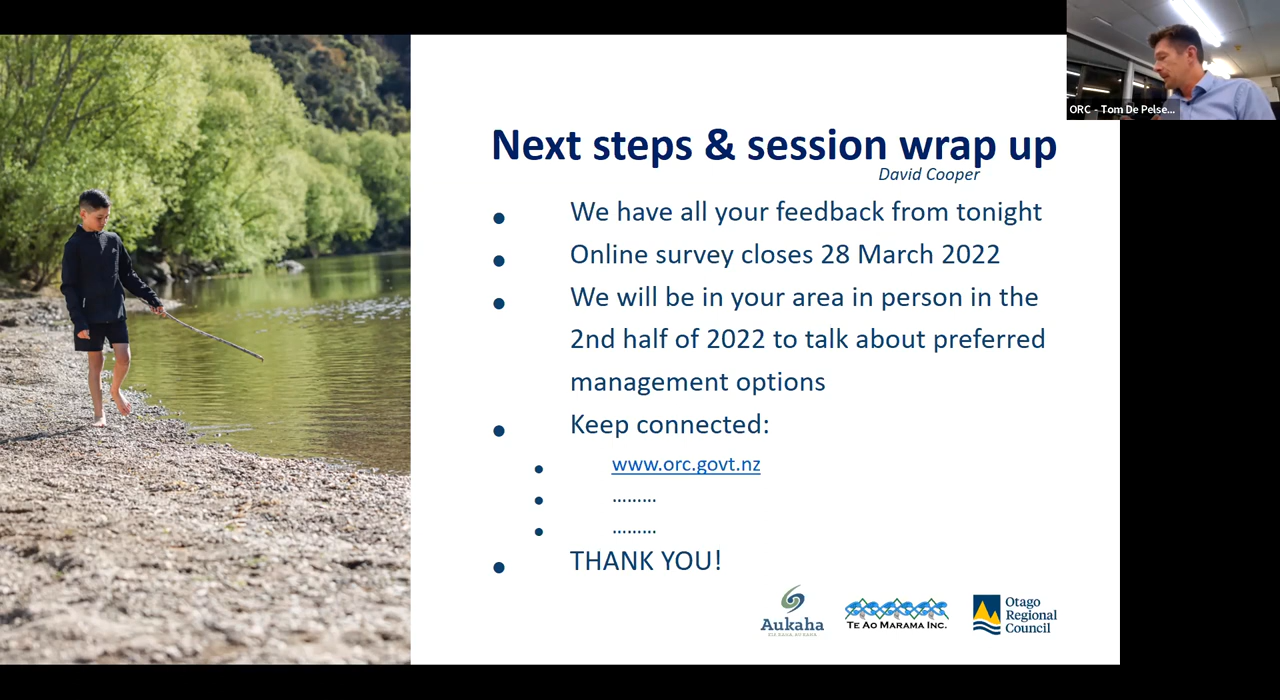 ORC - Tom De Pelse...
Next steps & session wrap up
David Cooper
• We have all your feedback from tonight
• Online survey closes 28 March 2022
• We will be in your area in person in the
2nd half of 2022 to talk about preferred
management options
• Keep connected:
• www.orc.govt.nz
• .........
• .........
• THANK YOU!
Aukaha
TE AO MARAMA INC.
Otago
Regional
Council